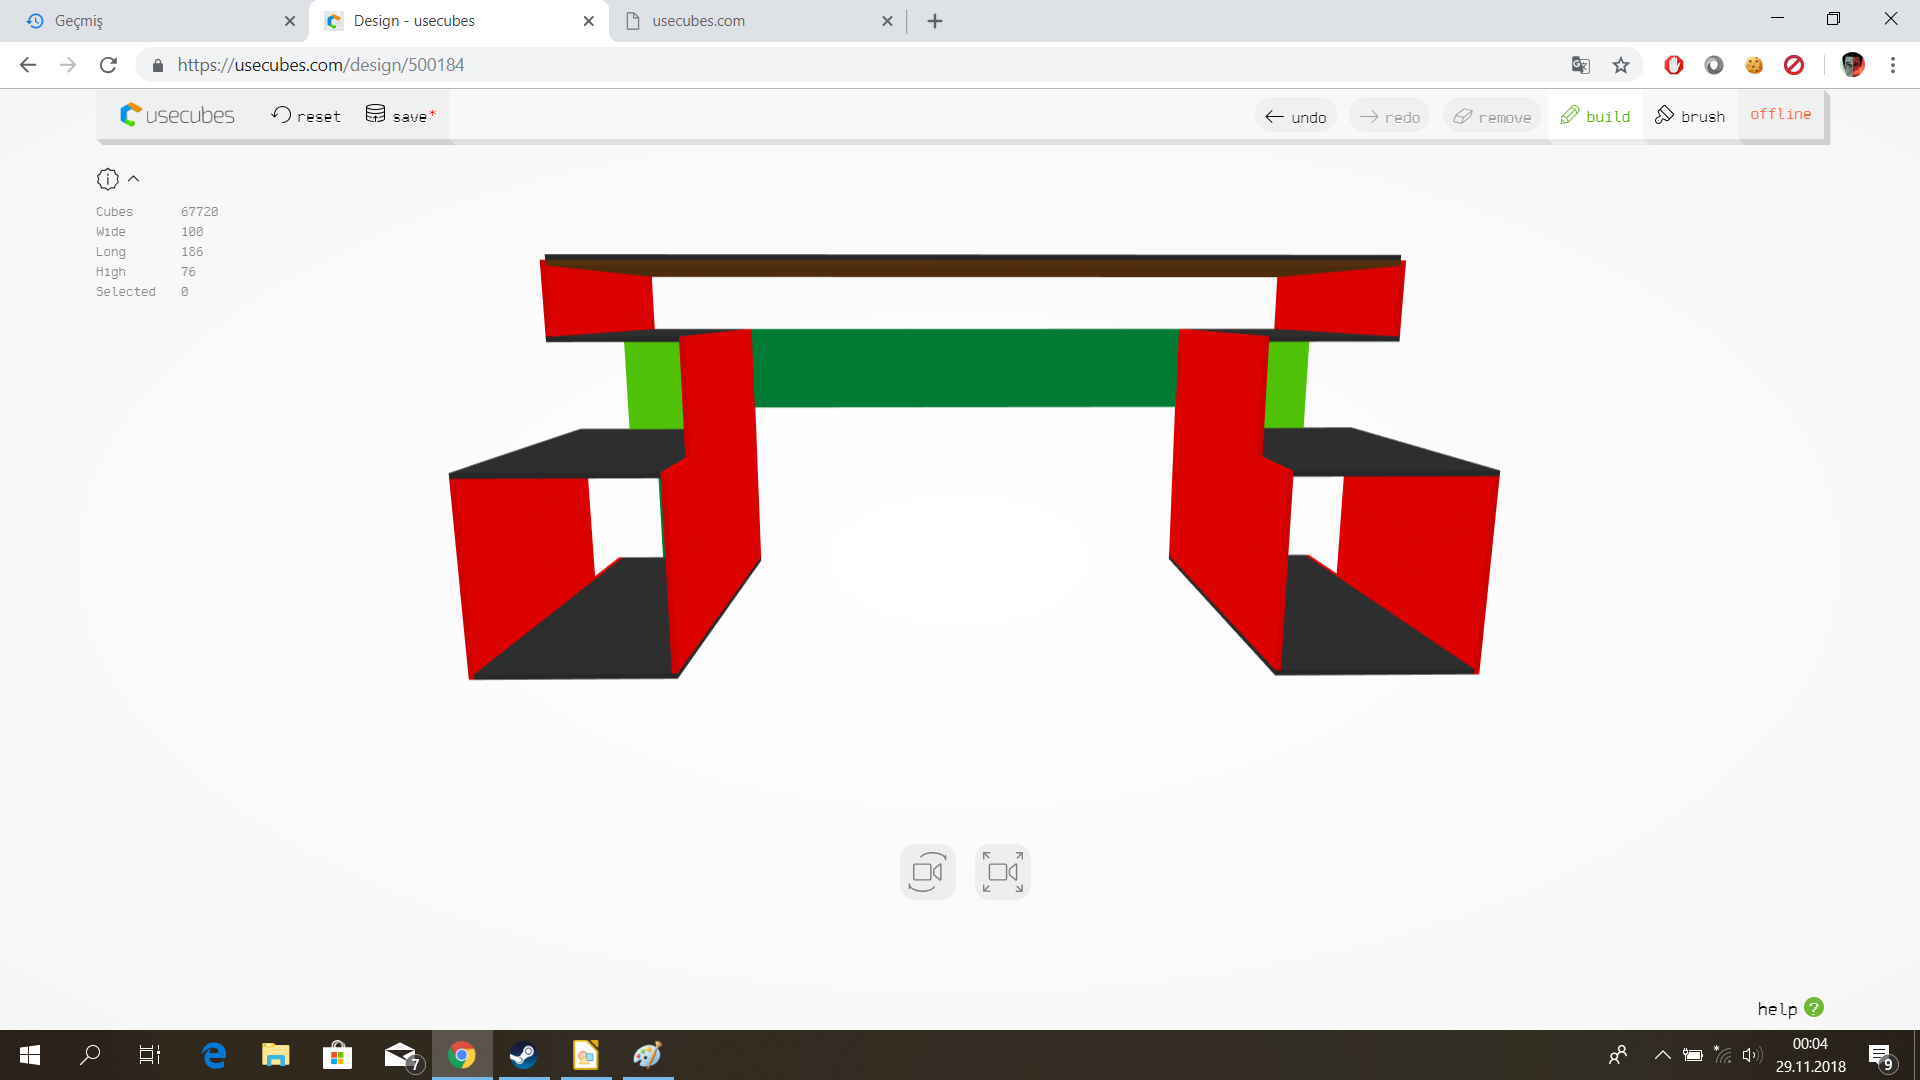 Geçmiş
Design - usecubes
usecubes.com
https://usecubes.com/design/500184
usecubes
reset
save*
undo
redo
remove
build
brush
offline
Cubes 67720
Wide 100
Long 186
High 76
Selected 0
help ?
7
00:04
29.11.2018
9